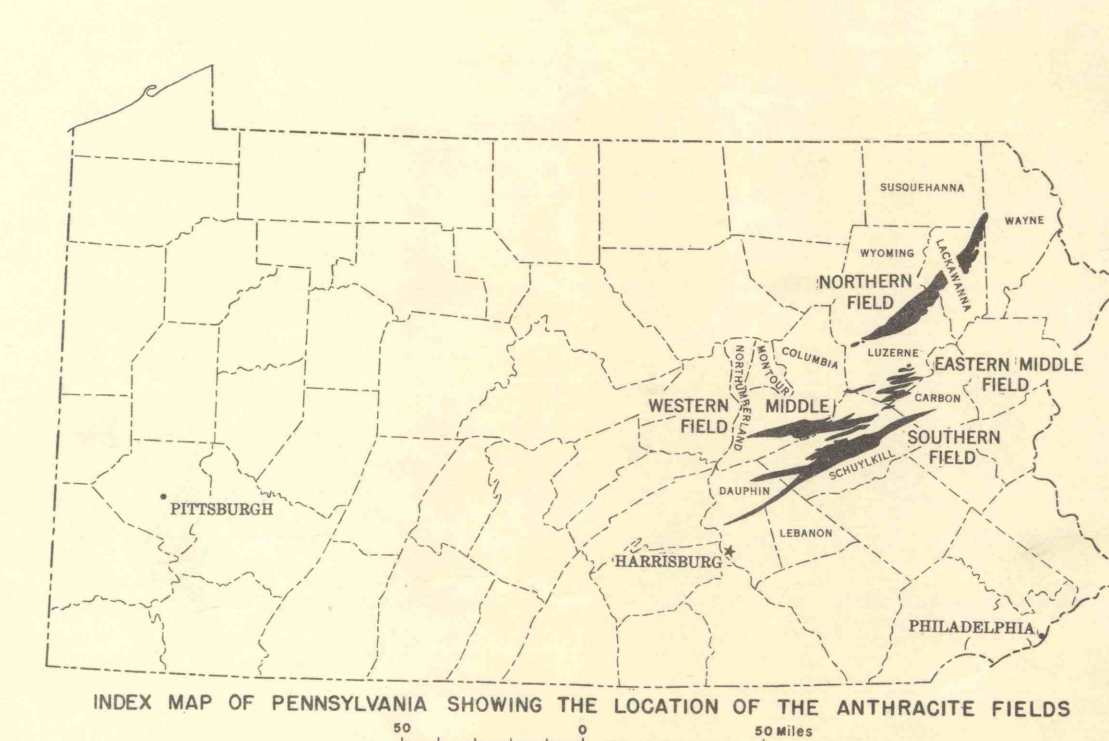 SUSQUEHANNA
WAYNE
WYOMING
LACKAWANNA
NORTHERN
FIELD
LUZERNE
COLUMBIA
MONTOUR
NORTHUMBERLAND
EASTERN MIDDLE
FIELD
CARBON
WESTERN MIDDLE
FIELD
SOUTHERN
FIELD
SCHUYLKILL
DAUPHIN
LEBANON
PITTSBURGH
HARRISBURG
PHILADELPHIA
INDEX MAP OF PENNSYLVANIA SHOWING THE LOCATION OF THE ANTHRACITE FIELDS
50 0 50 Miles